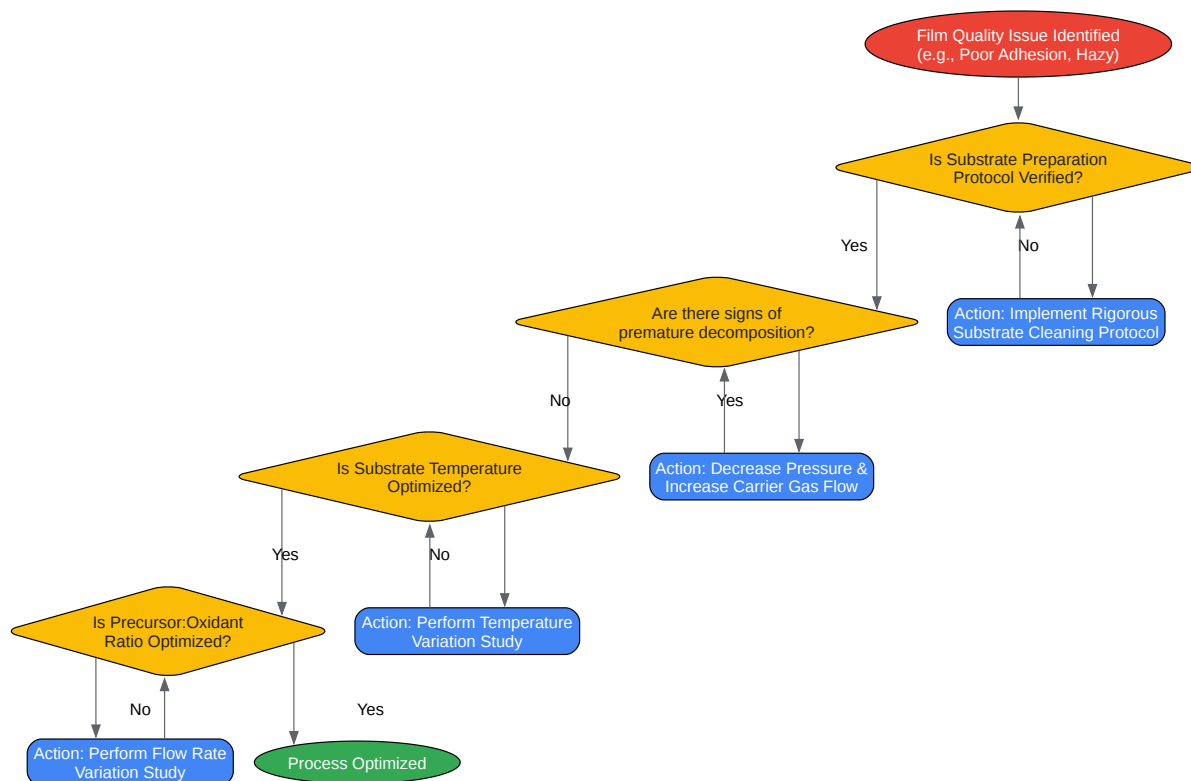 Film Quality Issue Identified
(e.g., Poor Adhesion, Hazy)
Is Substrate Preparation
Protocol Verified?
Yes
No
Action: Implement Rigorous
Substrate Cleaning Protocol
Are there signs of
premature decomposition?
No
Yes
Action: Decrease Pressure &
Increase Carrier Gas Flow
Is Substrate Temperature
Optimized?
Yes
No
Action: Perform Temperature
Variation Study
Is Precursor:Oxidant
Ratio Optimized?
No
Yes
Action: Perform Flow Rate
Variation Study
Process Optimized